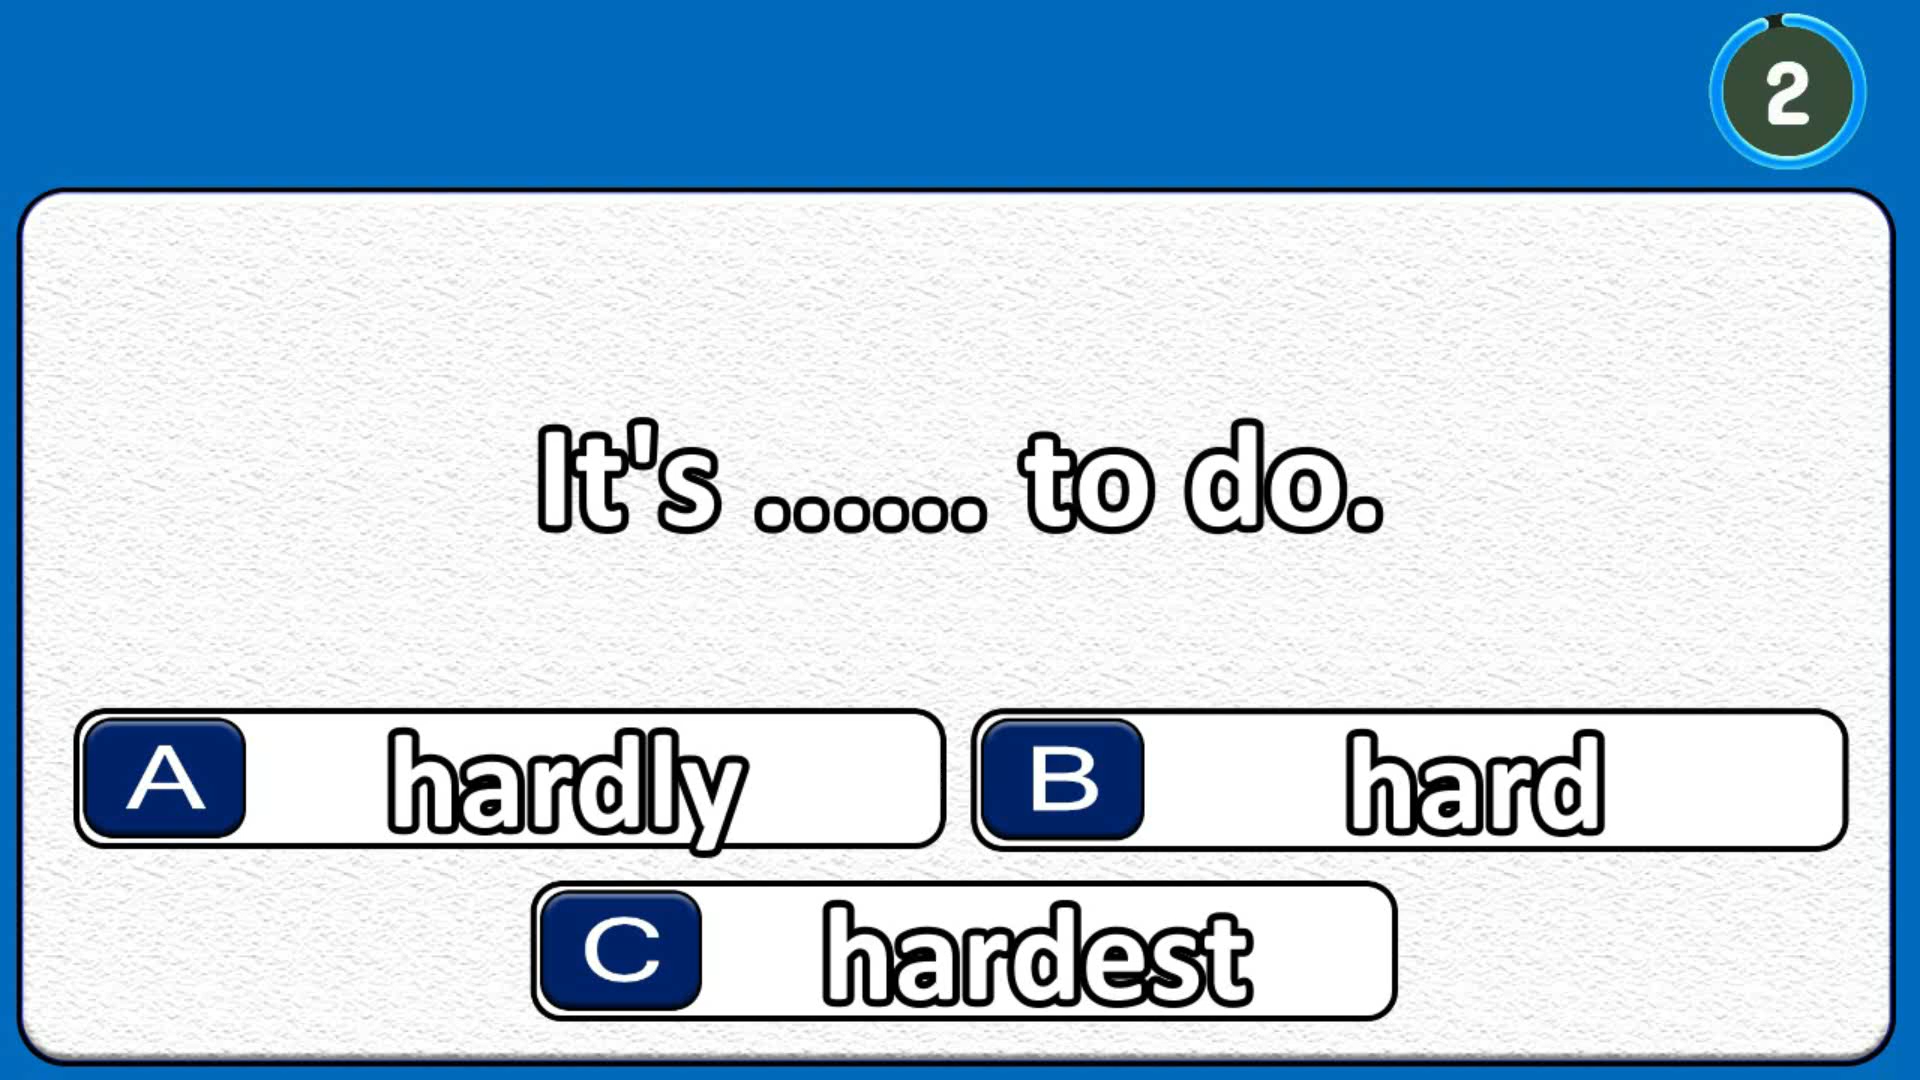 2
It's ...... to do.
A hardly
B hard
C hardest